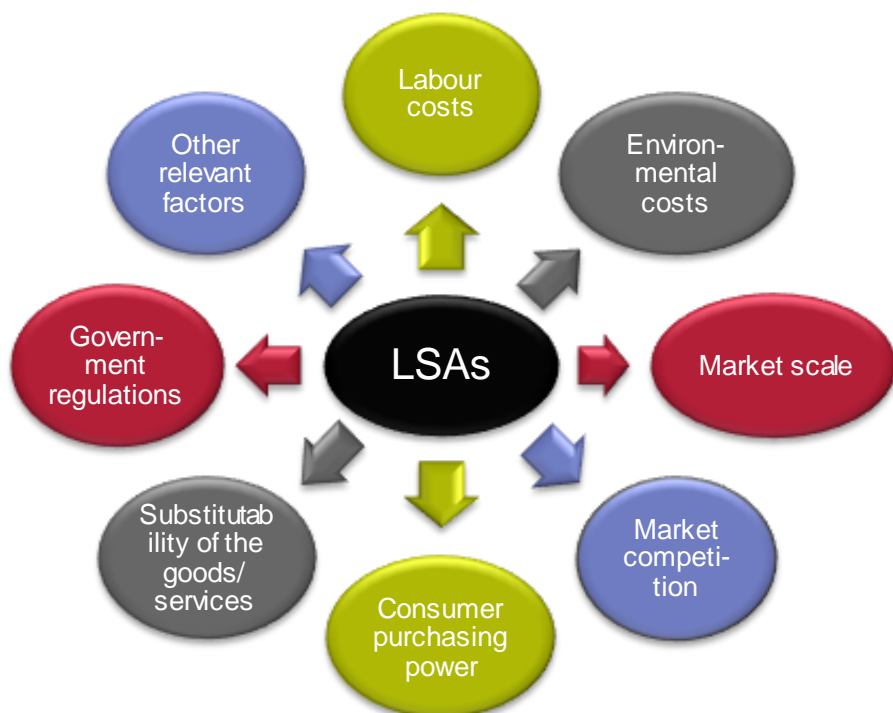 Labour
costs
Other
relevant
factors
Environ-
mental
costs
Govern-
ment
regulations
LSAs
Market scale
Substitutab
ility of the
goods/
services
Market
competi-
tion
Consumer
purchasing
power